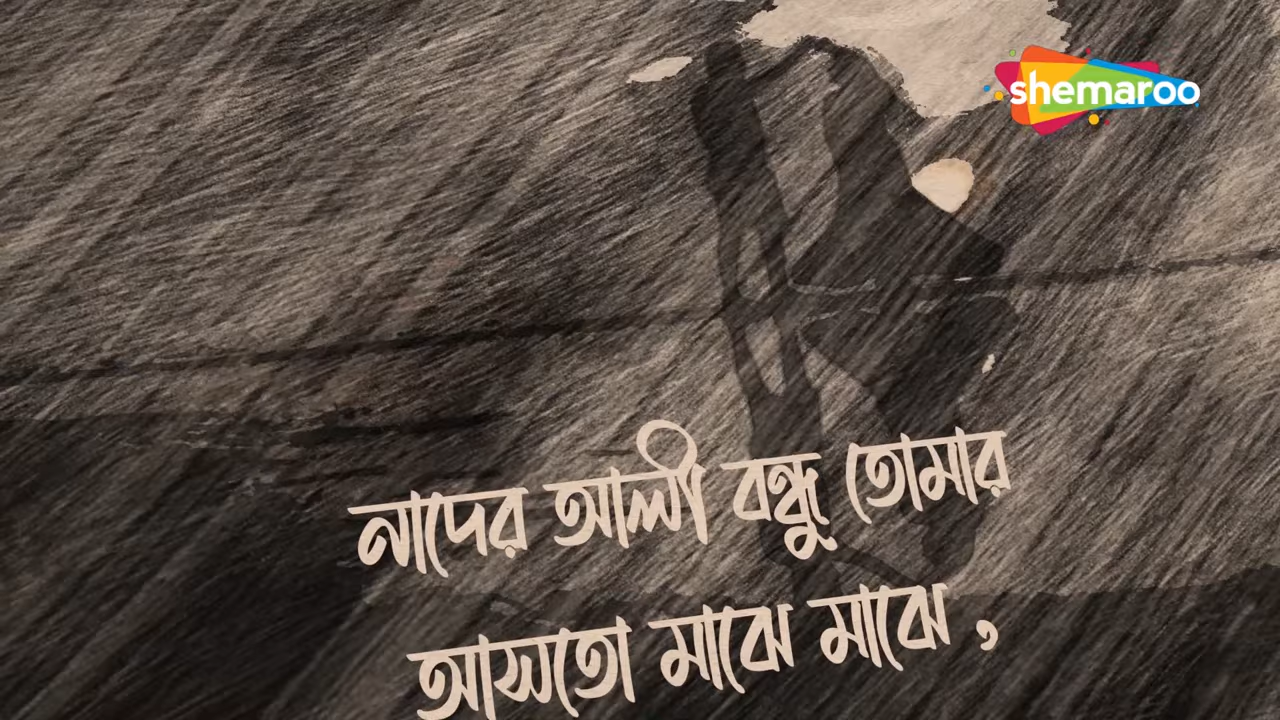 shemaroo
নাদের আলী বন্ধু তোমার
আসতো মাঝে মাঝে ,